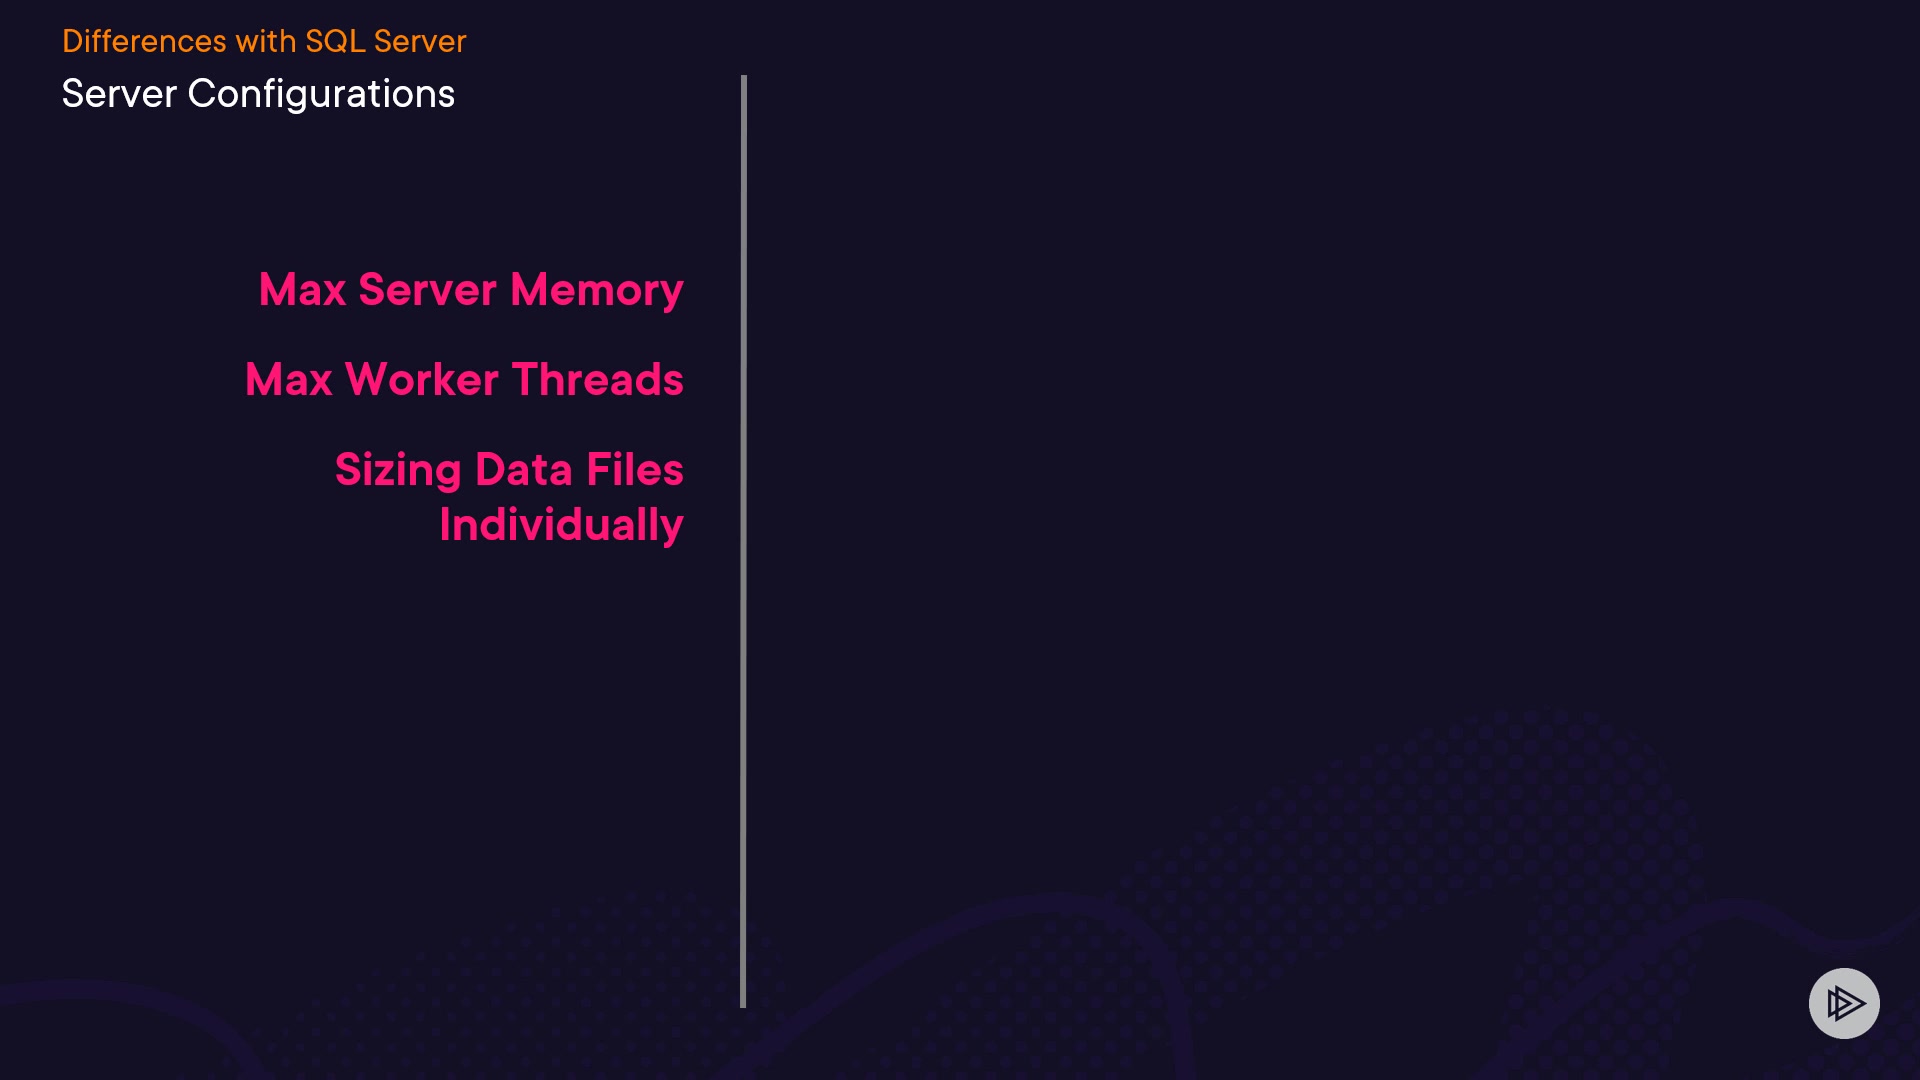 Differences with SQL Server
Server Configurations
Max Server Memory
Max Worker Threads
Sizing Data Files
Individually